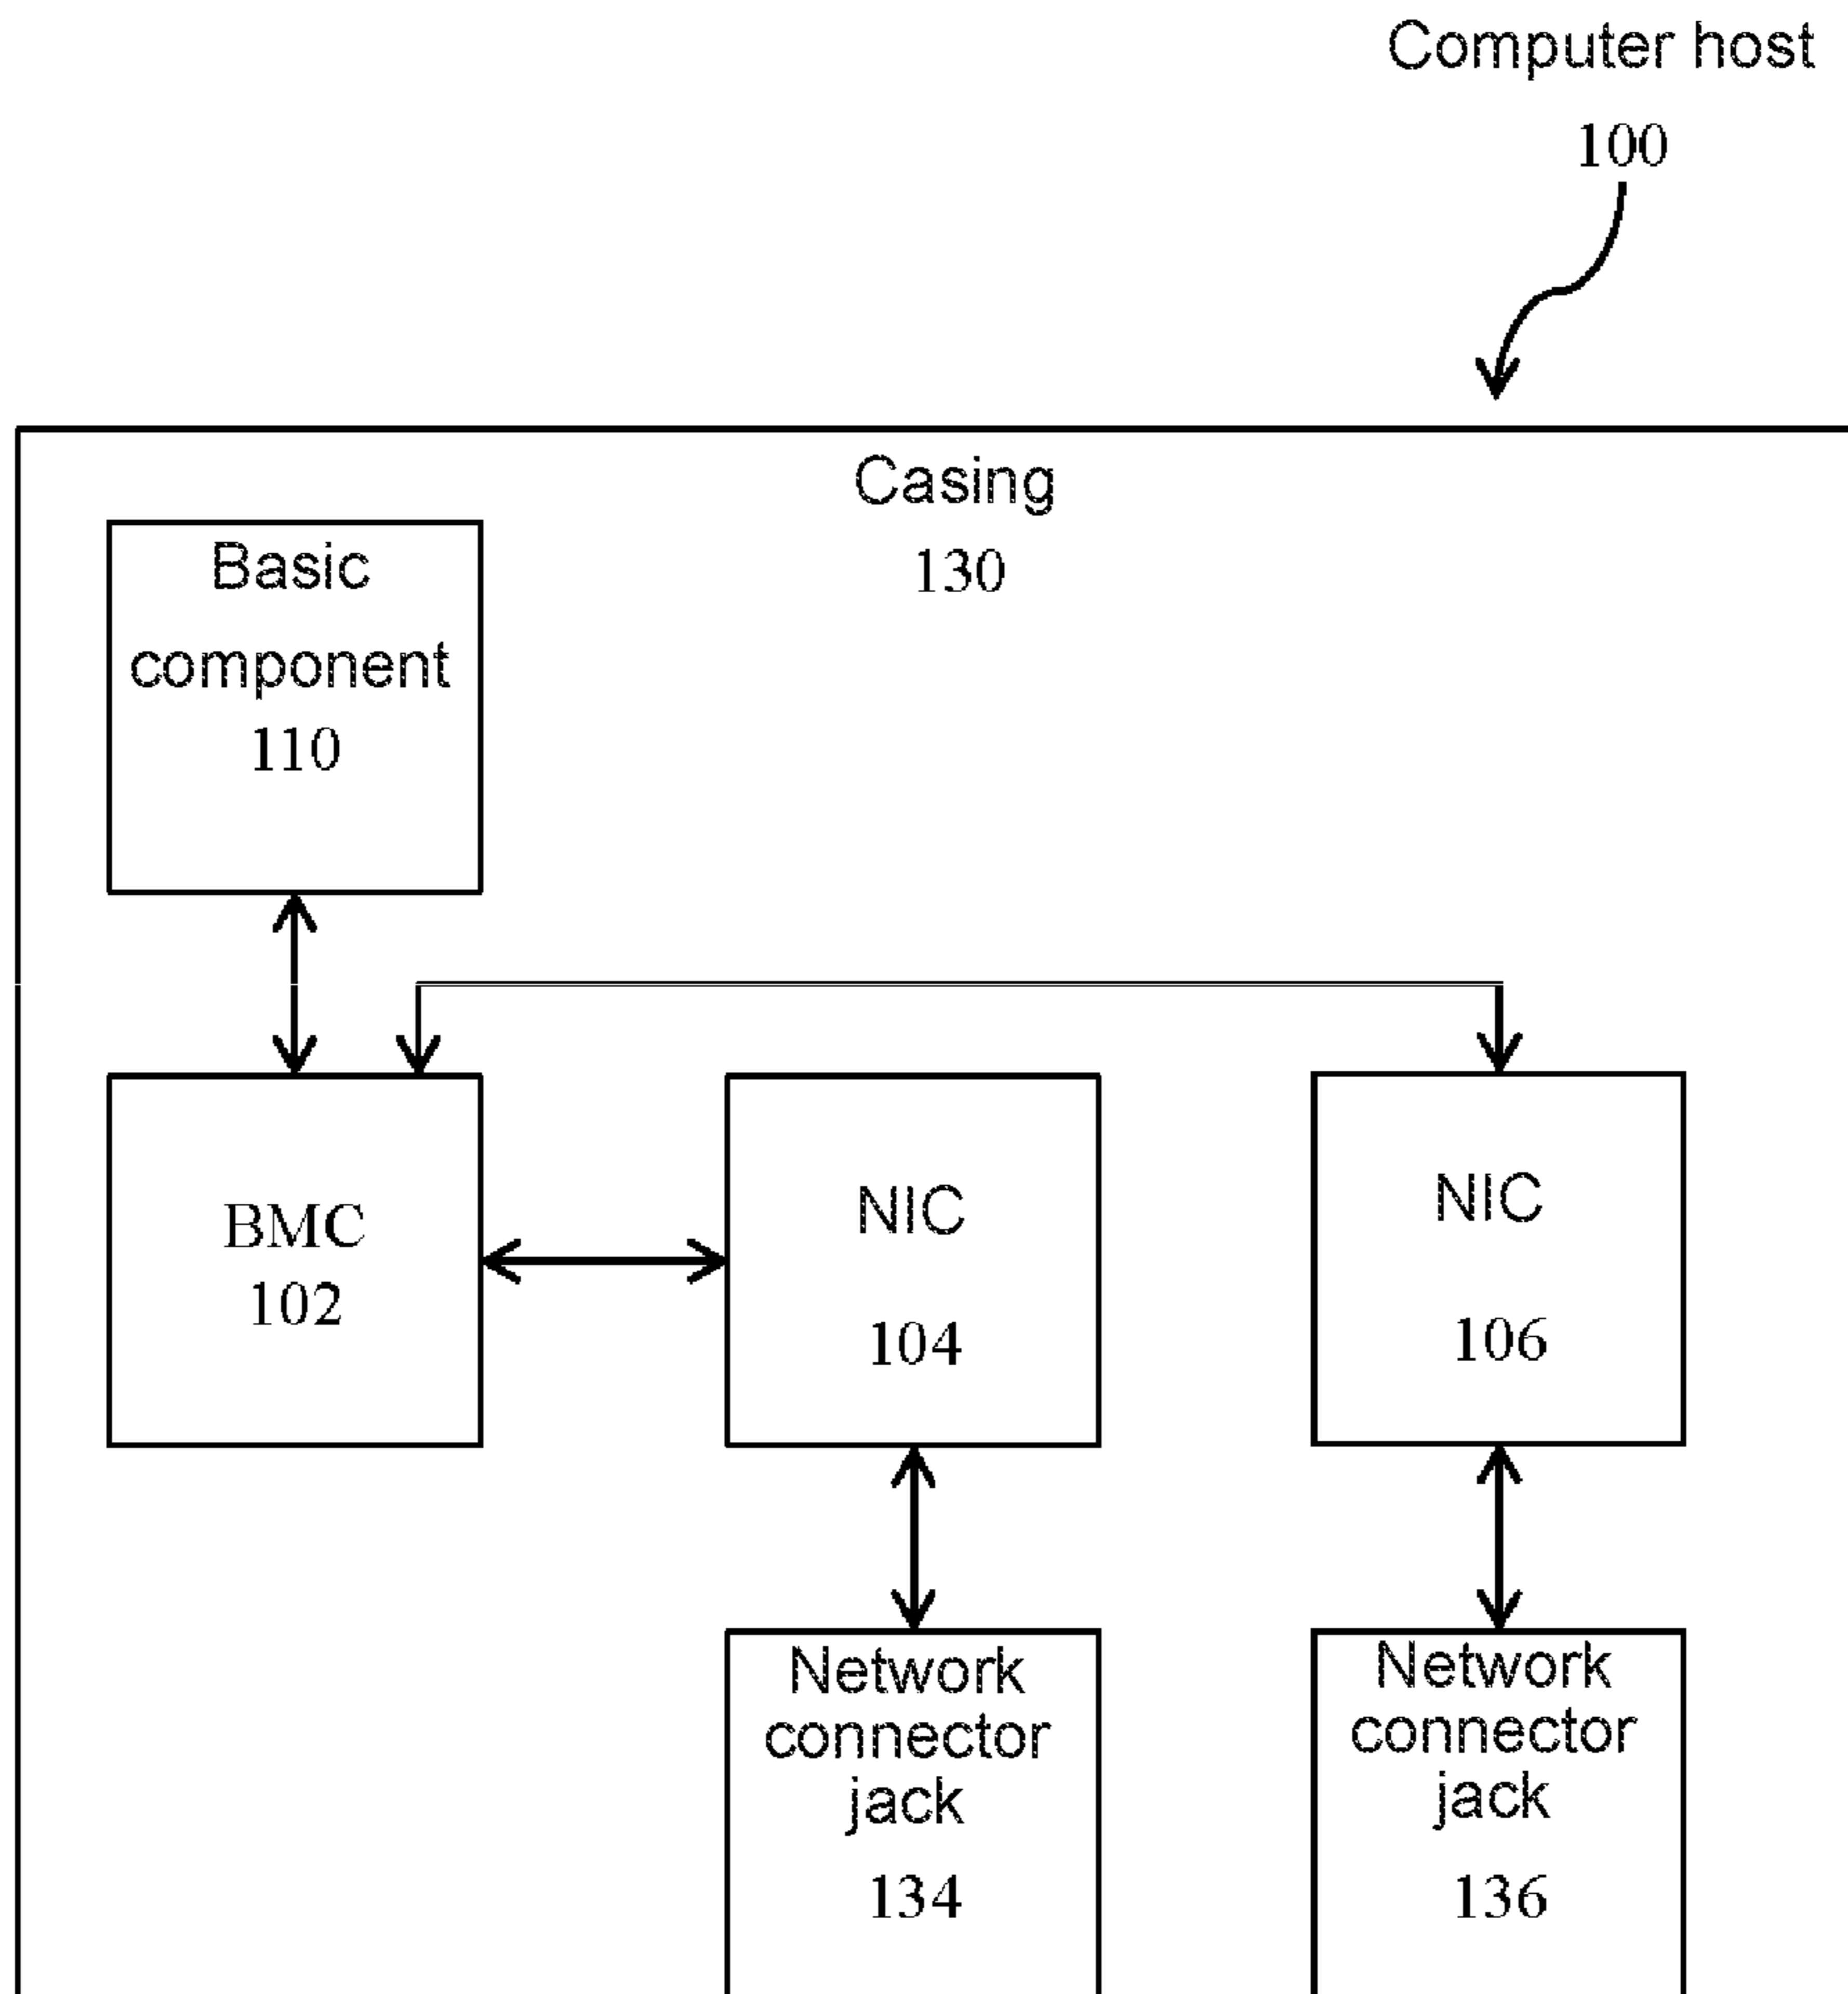 Computer host
100
Casing
130
Basic
component
110
BMC
102
NIC
104
NIC
106
Network
connector
jack
134
Network
connector
jack
136